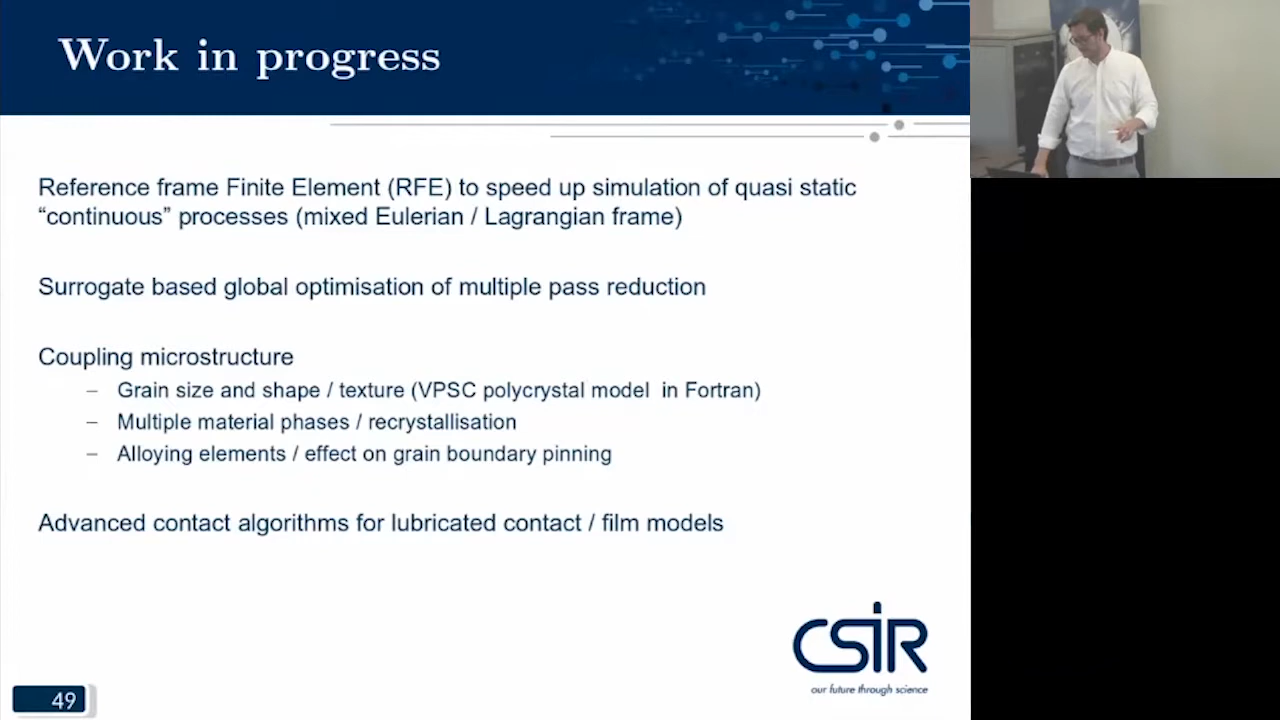 Work in progress
Reference frame Finite Element (RFE) to speed up simulation of quasi static
“continuous” processes (mixed Eulerian / Lagrangian frame)
Surrogate based global optimisation of multiple pass reduction
Coupling microstructure
– Grain size and shape / texture (VPSC polycrystal model in Fortran)
– Multiple material phases / recrystallisation
– Alloying elements / effect on grain boundary pinning
Advanced contact algorithms for lubricated contact / film models
CSIR
our future through science
49